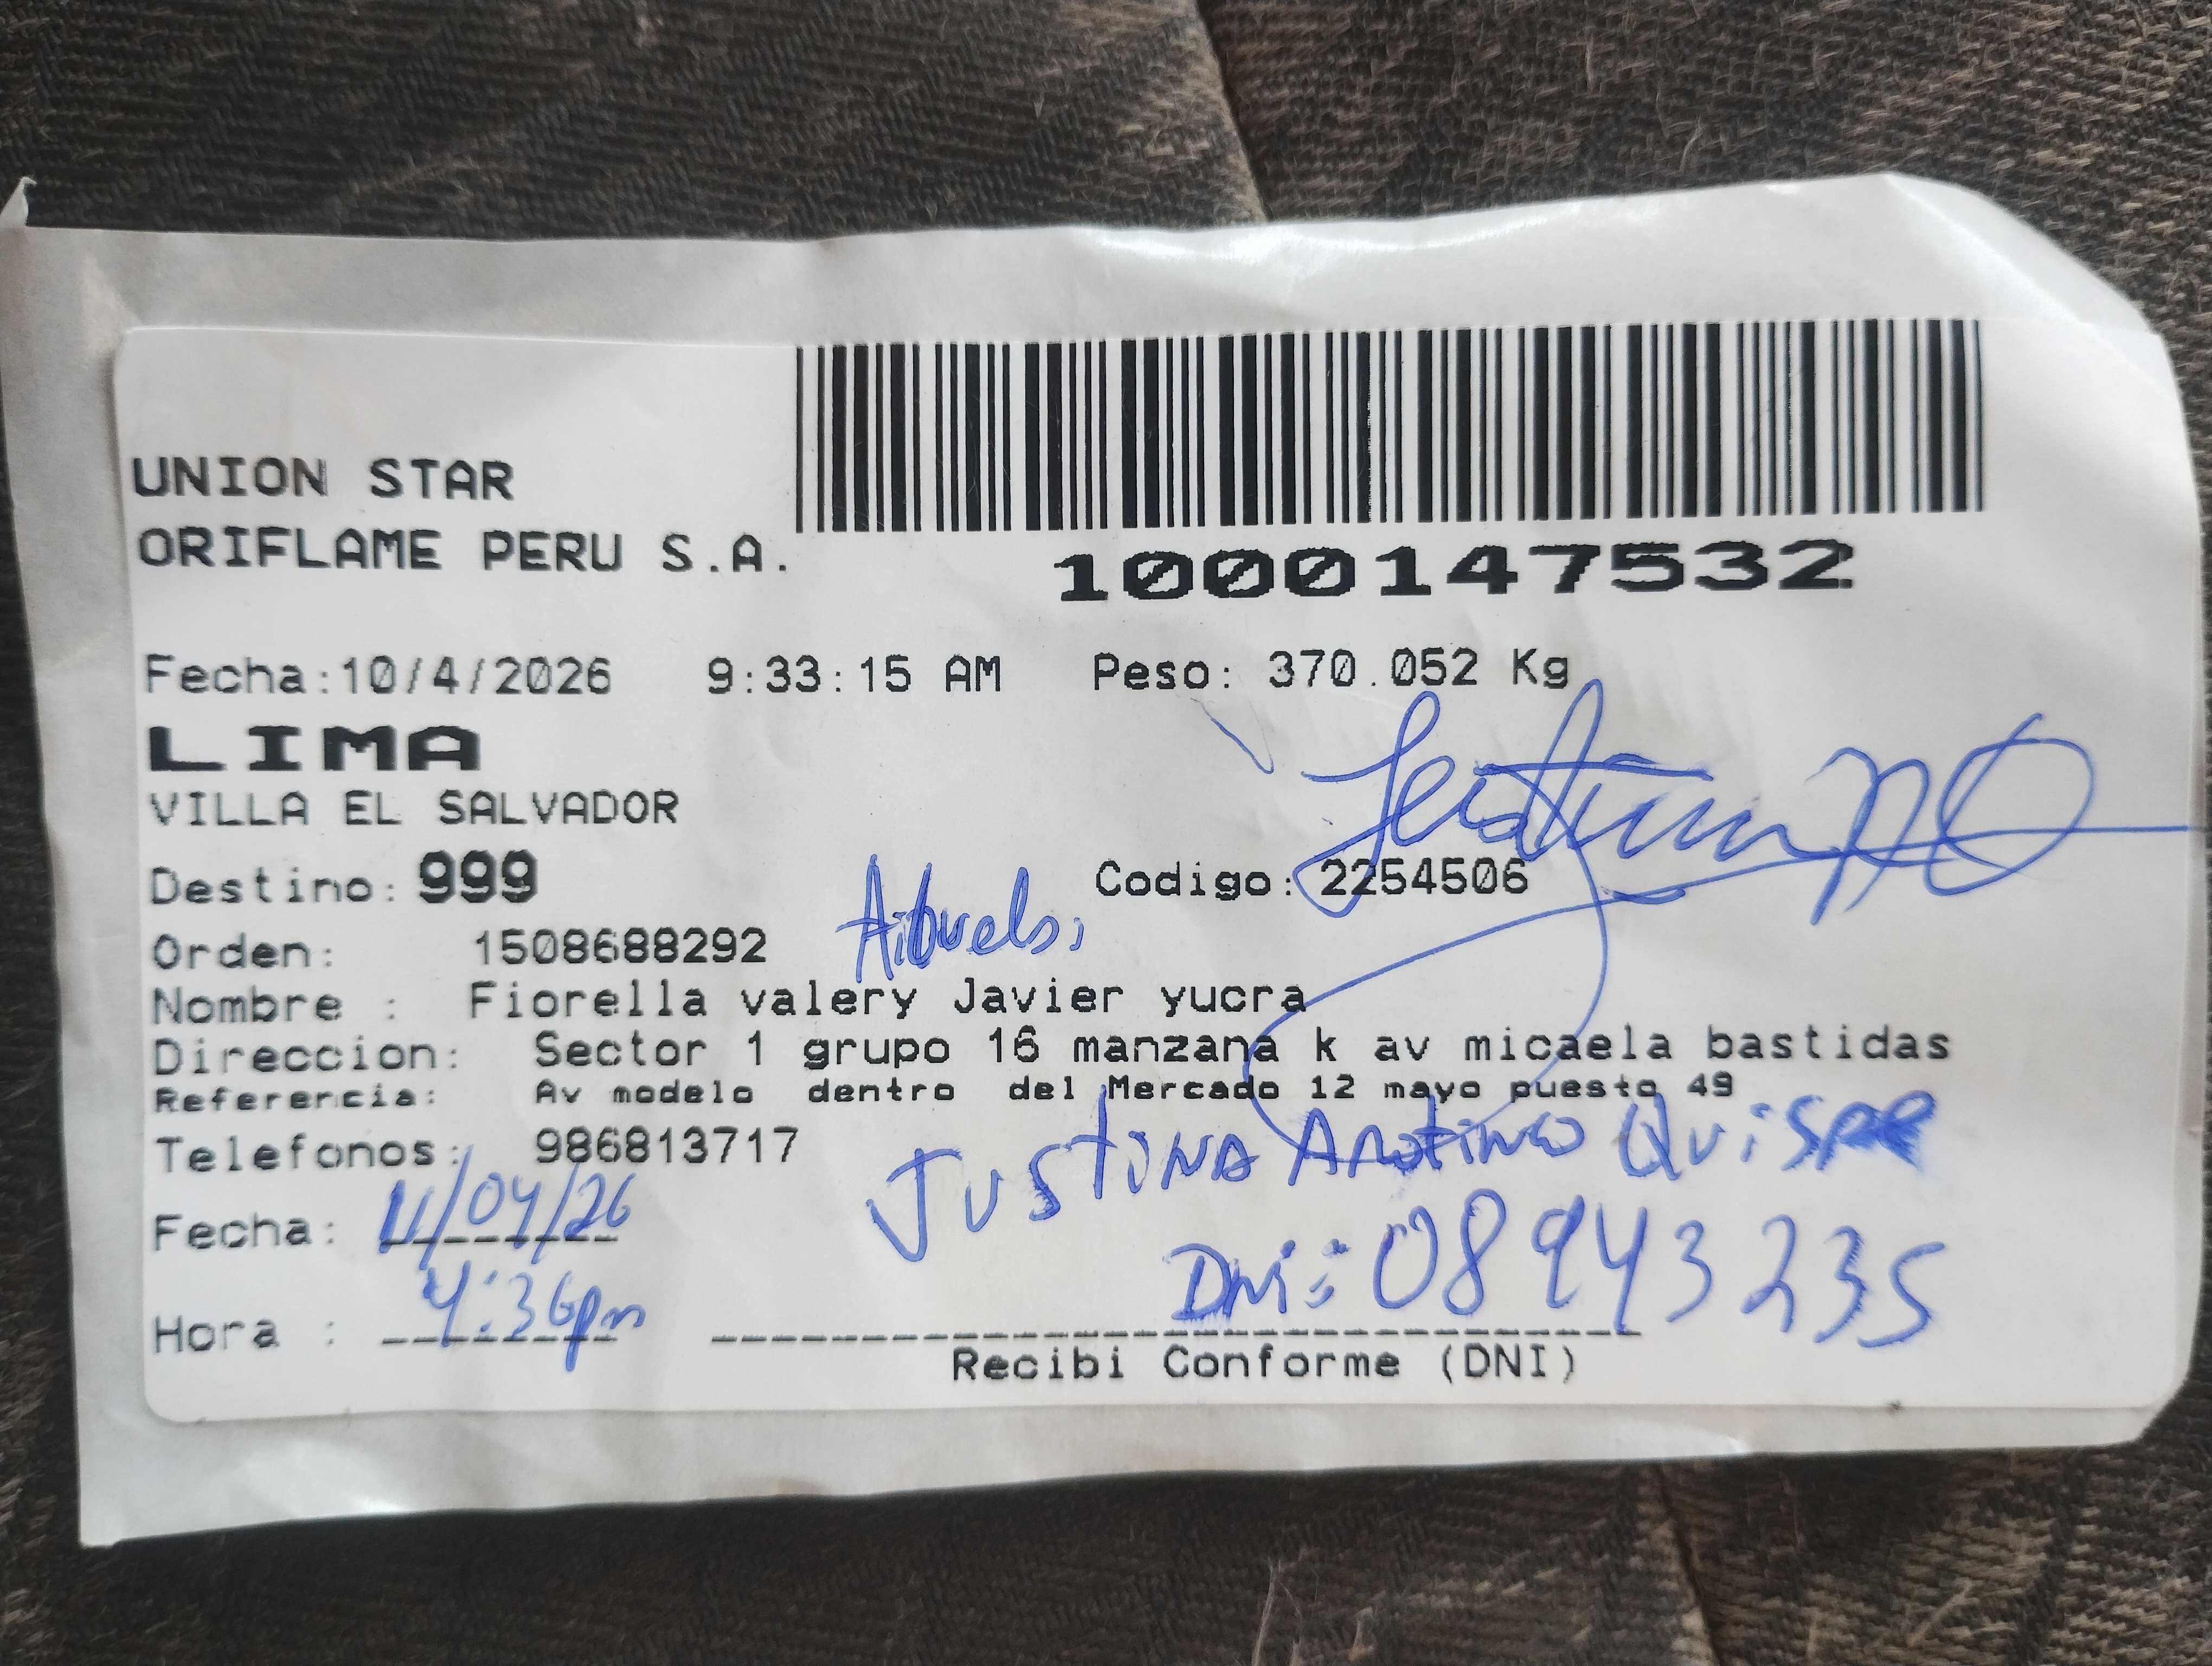 UNION STAR
ORIFLAME PERU S.A.
1000147532
Fecha:10/4/2026 9:33:15 AM Peso: 370.052 Kg
LIMA
VILLA EL SALVADOR
Destino: 999 Codigo: 2254506
Orden: 1508688292
Nombre : Fiorella valery Javier yucra
Direccion: Sector 1 grupo 16 manzana k av micaela bastidas
Referencia: Av modelo dentro del Mercado 12 mayo puesto 49
Telefonos: 986813717
Justina Quispe
Fecha: 11/04/26
Dni: 08943235
Hora : 4:36pm
Recibi Conforme (DNI)